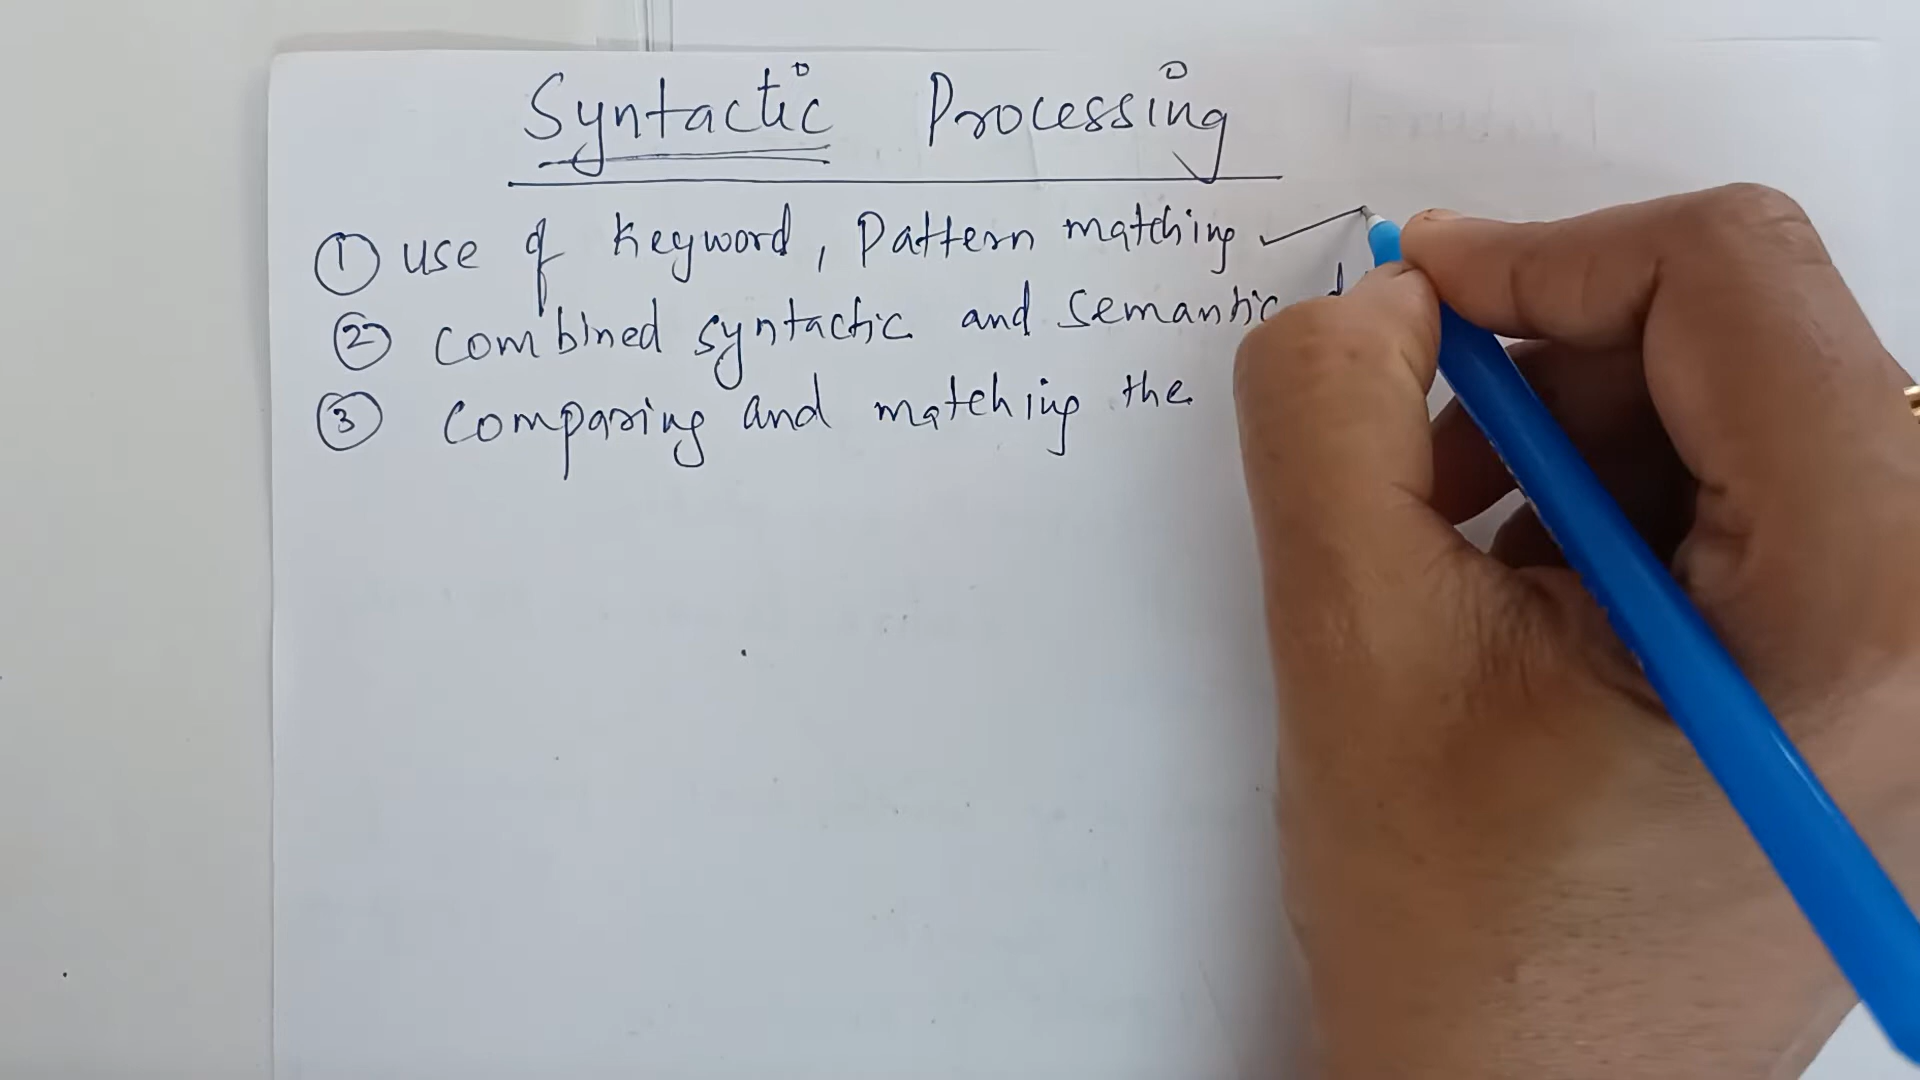 Syntactic Processing
① use of Keyword, Pattern matching
② combined syntactic and semantic
③ comparing and matching the